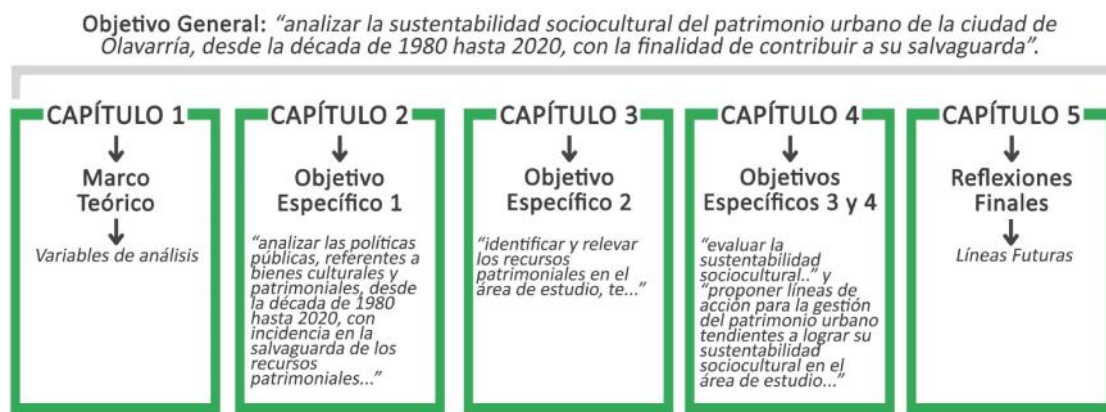 Objetivo General: “analizar la sustentabilidad sociocultural del patrimonio urbano de la ciudad de
Olavarría, desde la década de 1980 hasta 2020, con la finalidad de contribuir a su salvaguarda”.
CAPÍTULO 1
Marco
Teórico
Variables de análisis
CAPÍTULO 2
Objetivo
Específico 1
“analizar las políticas
públicas, referentes a
bienes culturales y
patrimoniales, desde
la década de 1980
hasta 2020, con
incidencia en la
salvaguarda de los
recursos
patrimoniales...”
CAPÍTULO 3
Objetivo
Específico 2
“identificar y relevar
los recursos
patrimoniales en el
área de estudio, te...”
CAPÍTULO 4
Objetivos
Específicos 3 y 4
“evaluar la
sustentabilidad
sociocultural..” y
“proponer líneas de
acción para la gestión
del patrimonio urbano
tendientes a lograr su
sustentabilidad
sociocultural en el
área de estudio...”
CAPÍTULO 5
Reflexiones
Finales
Líneas Futuras